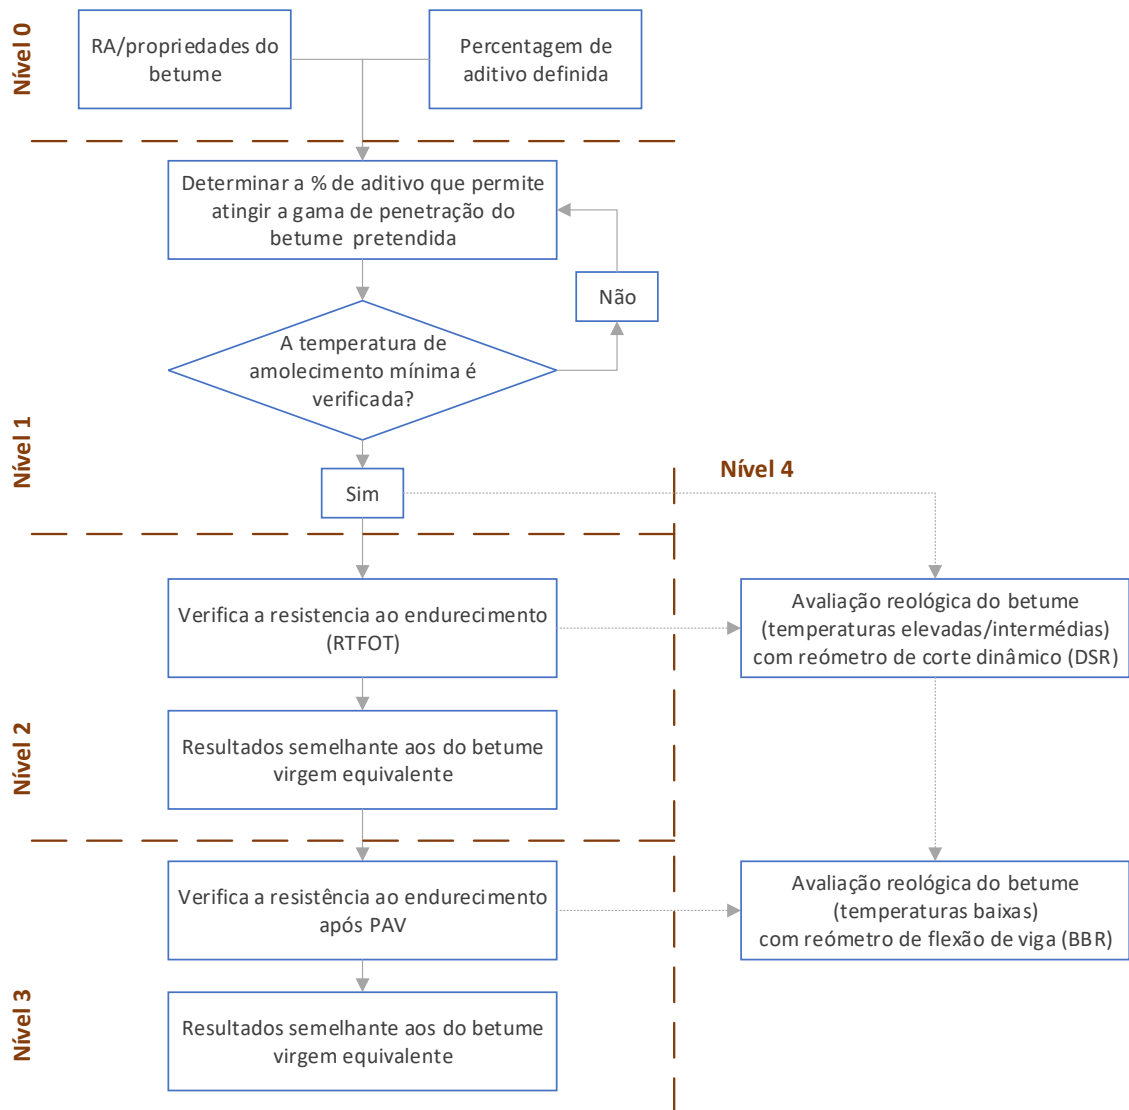 Nível 0
RA/propriedades do
betume
Percentagem de
aditivo definida
Nível 1
Determinar a % de aditivo que permite
atingir a gama de penetração do
betume pretendida
Não
A temperatura de
amolecimento mínima é
verificada?
Sim
Nível 4
Nível 2
Verifica a resistencia ao endurecimento
(RTFOT)
Avaliação reológica do betume
(temperaturas elevadas/intermédias)
com reómetro de corte dinâmico (DSR)
Resultados semelhante aos do betume
virgem equivalente
Nível 3
Verifica a resistência ao endurecimento
após PAV
Avaliação reológica do betume
(temperaturas baixas)
com reómetro de flexão de viga (BBR)
Resultados semelhante aos do betume
virgem equivalente